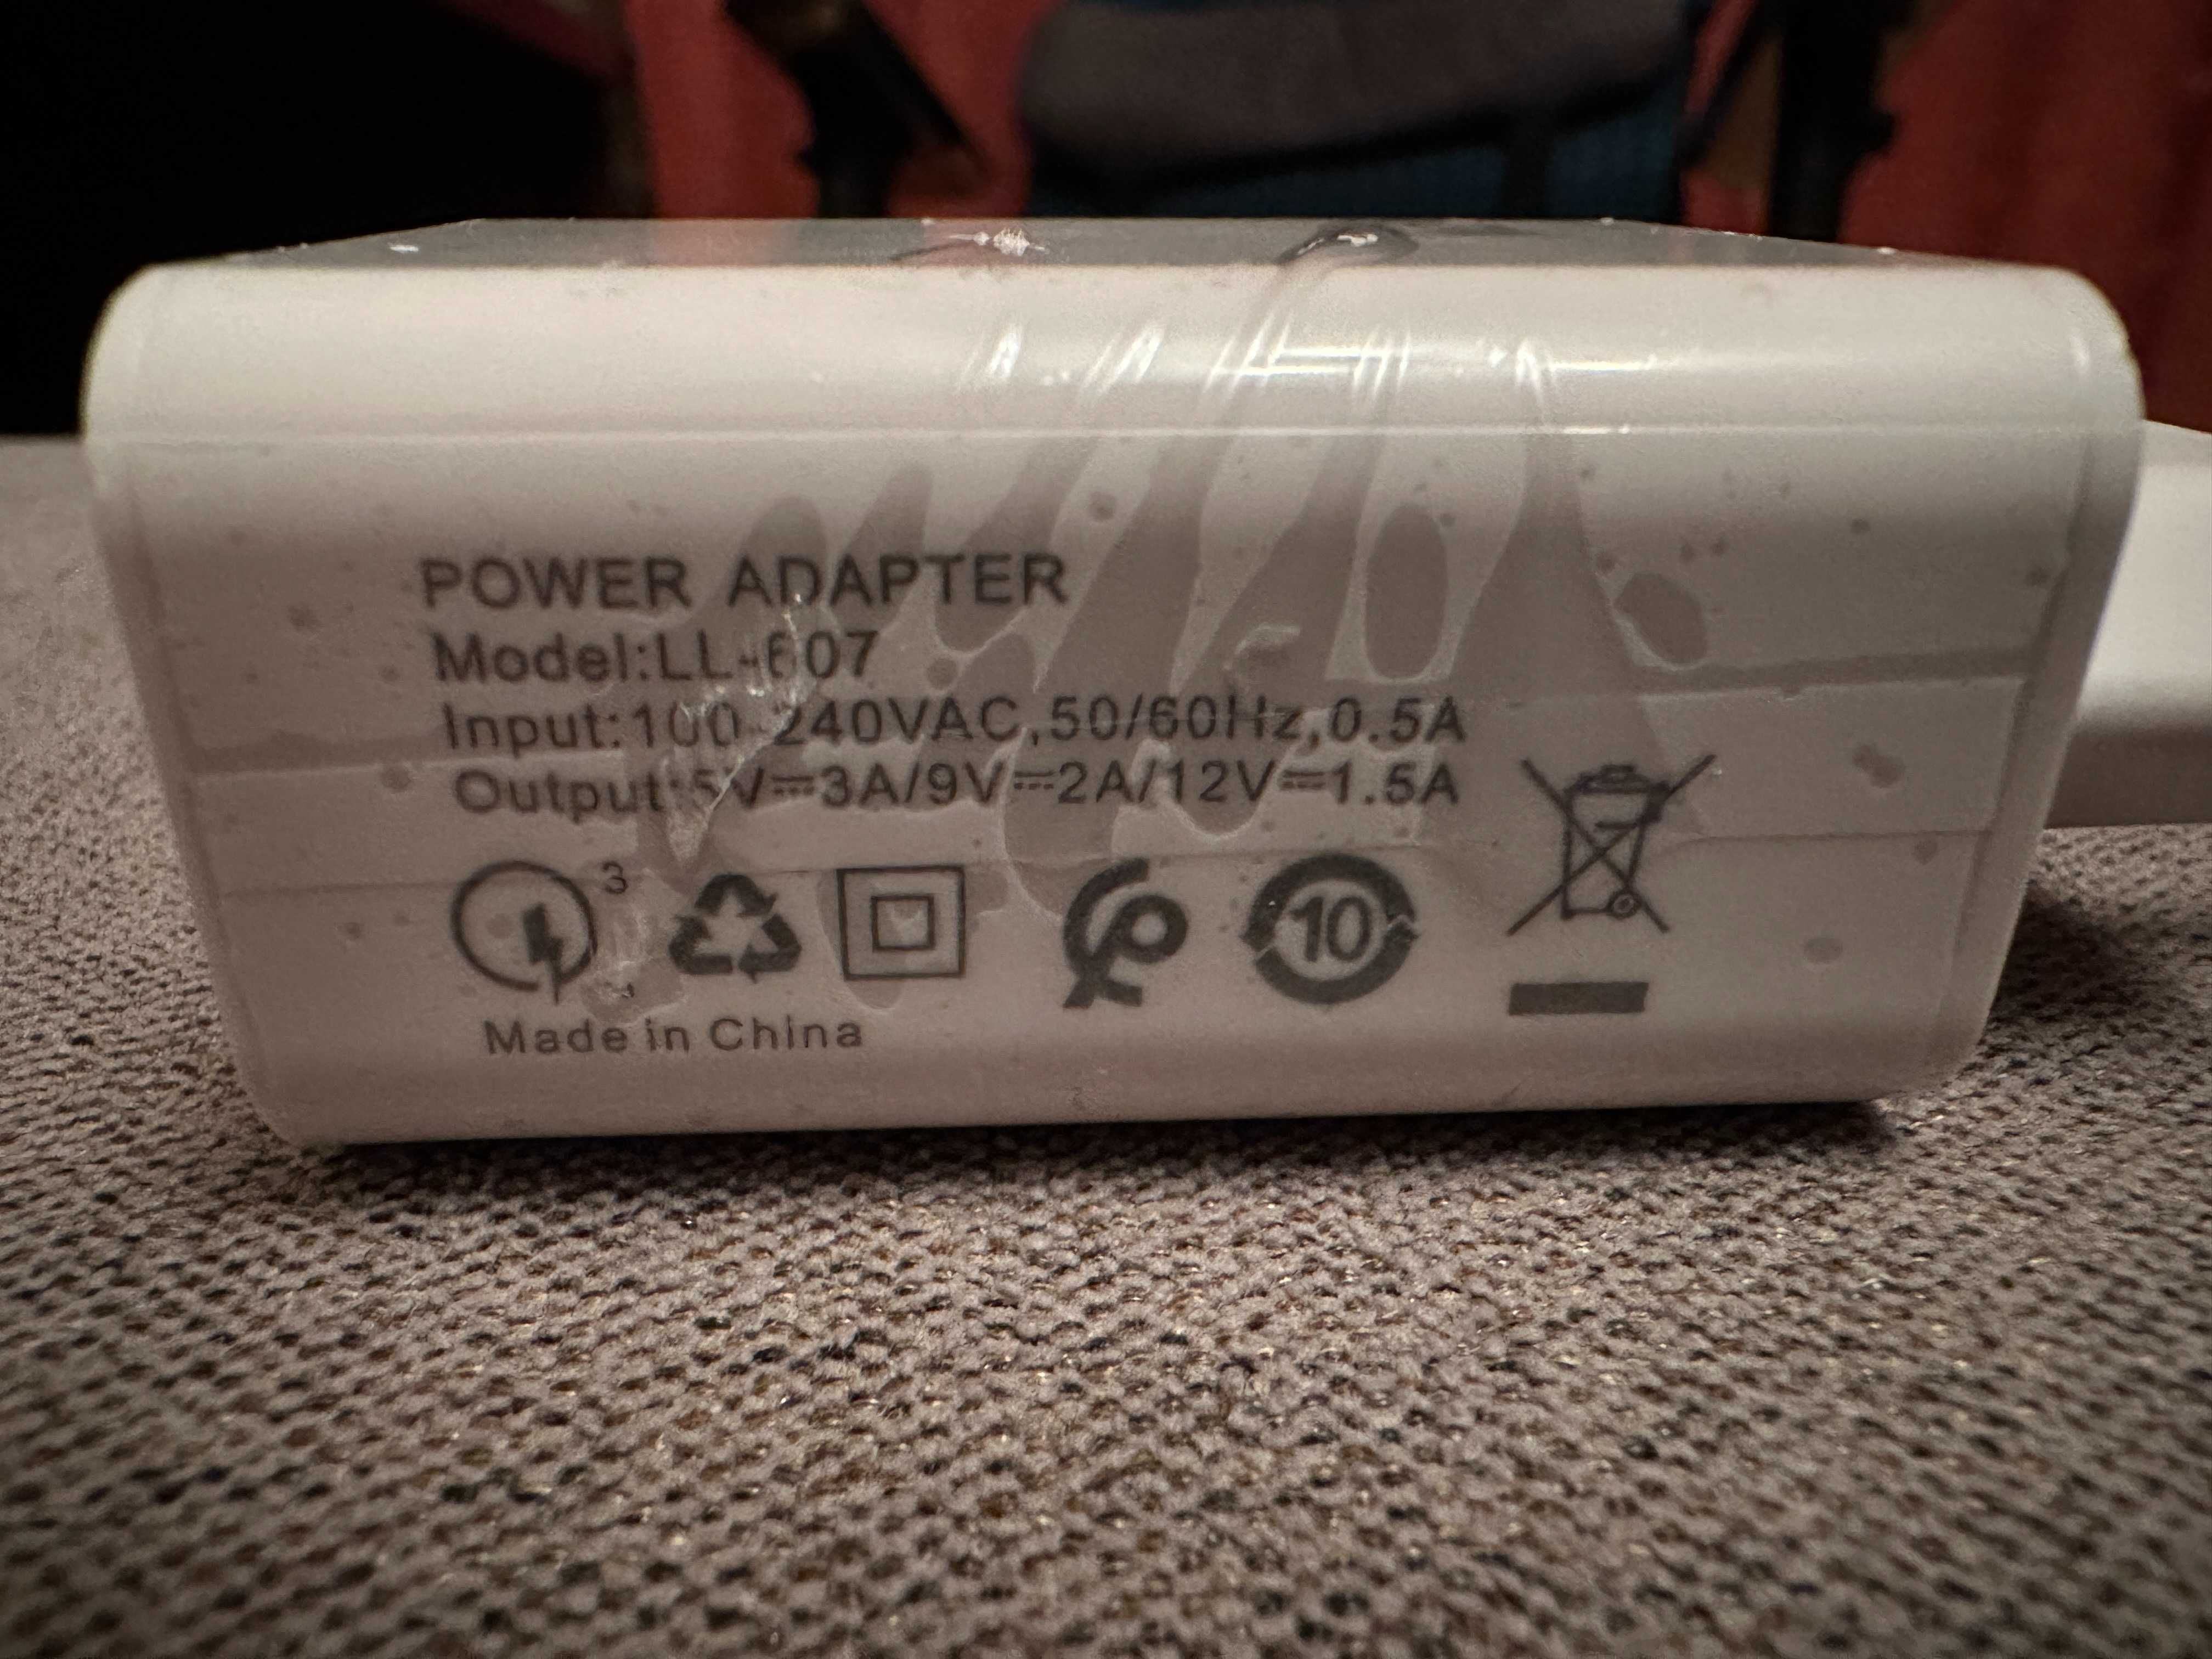 POWER ADAPTER
Model:LL-607
Input:100-240VAC,50/60Hz,0.5A
Output:5V⎓3A/9V⎓2A/12V⎓1.5A
3
10
Made in China